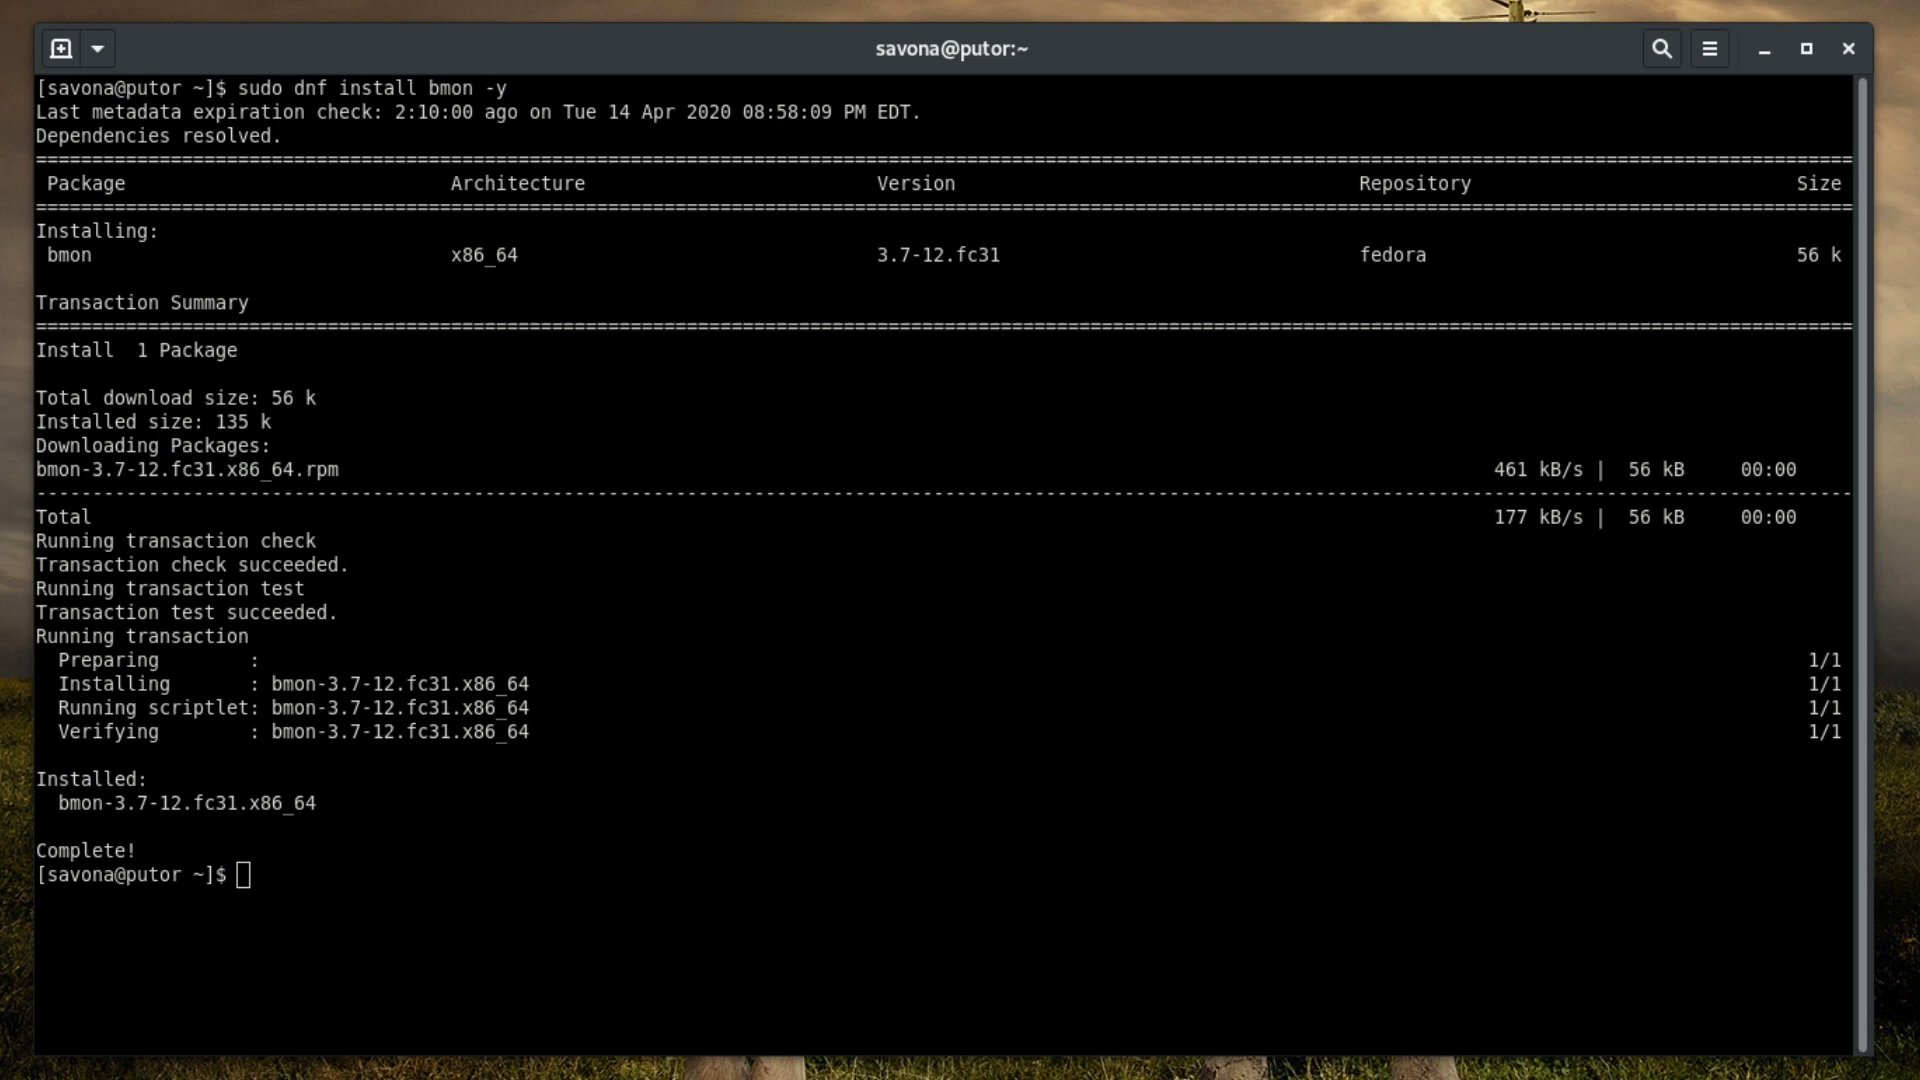 savona@putor:~
[savona@putor ~]$ sudo dnf install bmon -y
Last metadata expiration check: 2:10:00 ago on Tue 14 Apr 2020 08:58:09 PM EDT.
Dependencies resolved.
Package Architecture Version Repository Size
Installing:
bmon x86_64 3.7-12.fc31 fedora 56 k
Transaction Summary
Install  1 Package
Total download size: 56 k
Installed size: 135 k
Downloading Packages:
bmon-3.7-12.fc31.x86_64.rpm 461 kB/s |  56 kB     00:00
Total 177 kB/s |  56 kB     00:00
Running transaction check
Transaction check succeeded.
Running transaction test
Transaction test succeeded.
Running transaction
  Preparing        : 1/1
  Installing       : bmon-3.7-12.fc31.x86_64 1/1
  Running scriptlet: bmon-3.7-12.fc31.x86_64 1/1
  Verifying        : bmon-3.7-12.fc31.x86_64 1/1
Installed:
  bmon-3.7-12.fc31.x86_64
Complete!
[savona@putor ~]$